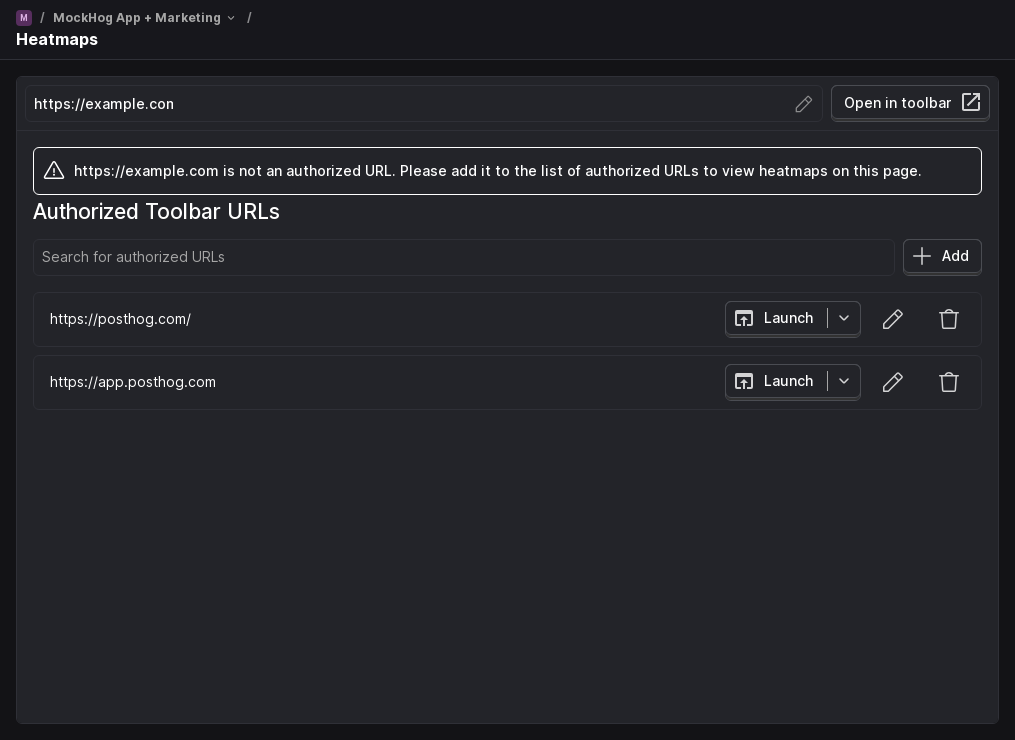 M / MockHog App + Marketing /
Heatmaps
https://example.con
Open in toolbar
https://example.com is not an authorized URL. Please add it to the list of authorized URLs to view heatmaps on this page.
Authorized Toolbar URLs
Search for authorized URLs
Add
https://posthog.com/
Launch
https://app.posthog.com
Launch